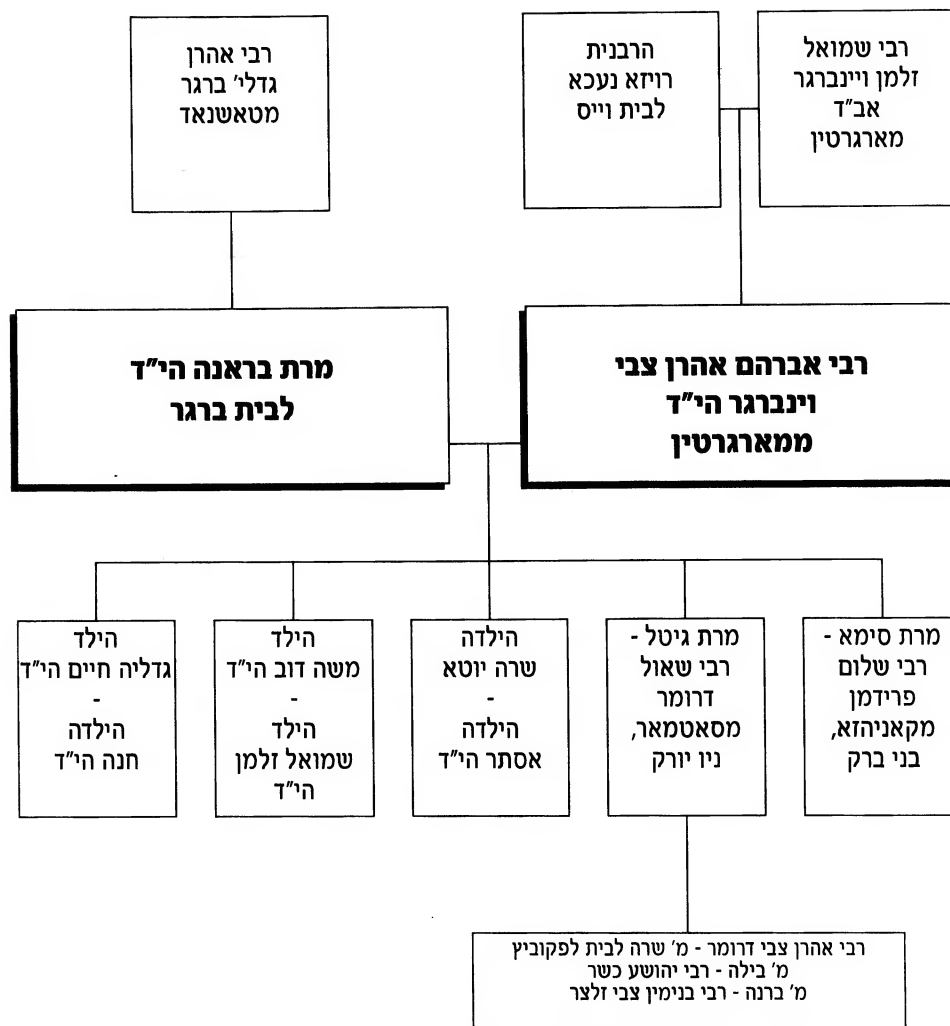 רבי שמואל
זלמן ויינברגר
אב"ד
מארגרטין
הרבנית
רויזא נעכא
לבית וייס
רבי אהרן
גדלי' ברגר
מטאשנאד
רבי אברהם אהרן צבי
וינברגר הי"ד
ממארגרטין
מרת בראנה הי"ד
לבית ברגר
מרת סימא -
רבי שלום
פרידמן
מקאניהזא,
בני ברק
מרת גיטל -
רבי שאול
דרומר
מסאטמאר,
ניו יורק
הילדה
שרה יוטא
-
הילדה
אסתר הי"ד
הילד
משה דוב הי"ד
-
הילד
שמואל זלמן
הי"ד
הילד
גדליה חיים הי"ד
-
הילדה
חנה הי"ד
רבי אהרן צבי דרומר - מ' שרה לבית לפקוביץ
מ' בילה - רבי יהושע כשר
מ' ברנה - רבי בנימין צבי זלצר